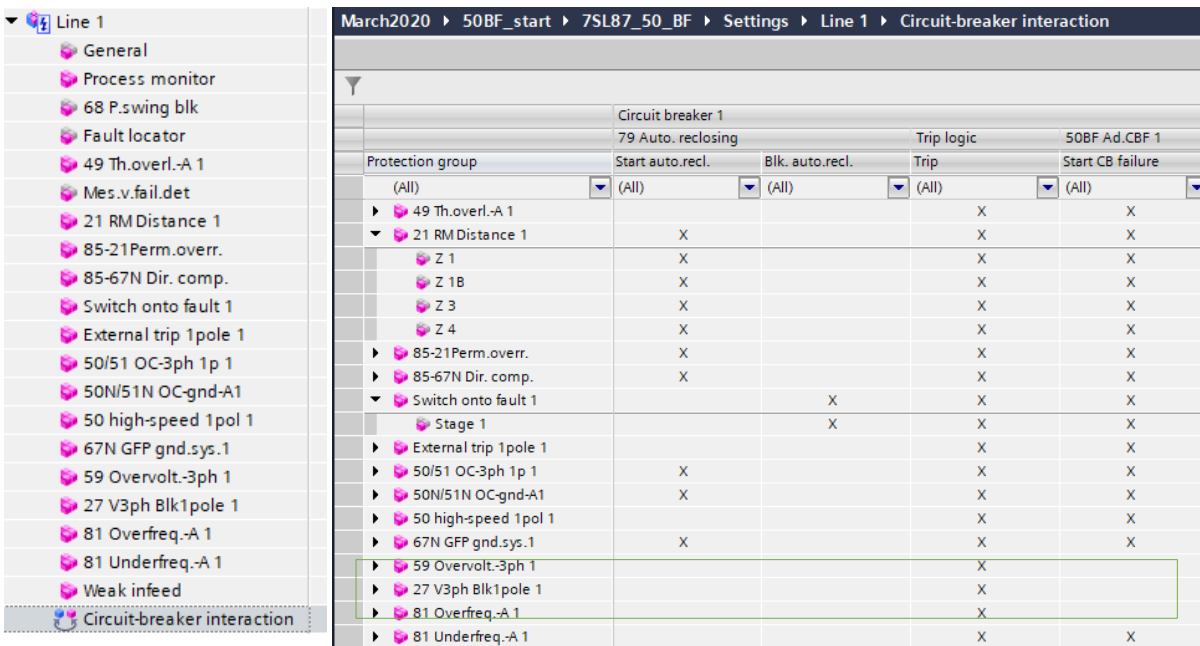 Line 1
General
Process monitor
68 P.swing blk
Fault locator
49 Th.overl.-A 1
Mes.v.fail.det
21 RM Distance 1
85-21Perm.overr.
85-67N Dir. comp.
Switch onto fault 1
External trip 1pole 1
50/51 OC-3ph 1p 1
50N/51N OC-gnd-A1
50 high-speed 1pol 1
67N GFP gnd.sys.1
59 Overvolt.-3ph 1
27 V3ph Blk1pole 1
81 Overfreq.-A 1
81 Underfreq.-A 1
Weak infeed
Circuit-breaker interaction
March2020 50BF_start 7SL87_50_BF Settings Line 1 Circuit-breaker interaction
Circuit breaker 1
79 Auto. reclosing Trip logic 50BF Ad.CBF 1
Protection group Start auto.recl. Blk. auto.recl. Trip Start CB failure
(All) (All) (All) (All) (All)
49 Th.overl.-A 1 X X
21 RM Distance 1 X X X
Z 1 X X X
Z 1B X X X
Z 3 X X X
Z 4 X X X
85-21Perm.overr. X X X
85-67N Dir. comp. X X X
Switch onto fault 1 X X X
Stage 1 X X X
External trip 1pole 1 X X
50/51 OC-3ph 1p 1 X X X
50N/51N OC-gnd-A1 X X X
50 high-speed 1pol 1 X X
67N GFP gnd.sys.1 X X X
59 Overvolt.-3ph 1 X
27 V3ph Blk1pole 1 X
81 Overfreq.-A 1 X
81 Underfreq.-A 1 X X